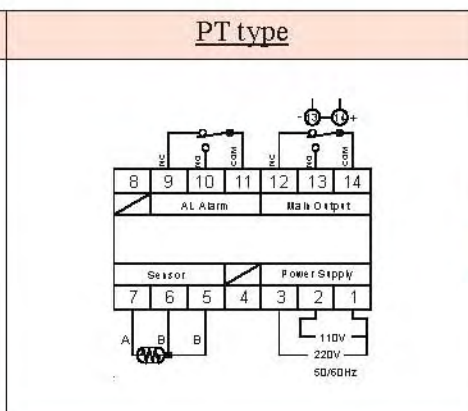 PT type
- 13 14 +
NC NO COM NC NO COM
8 9 10 11 12 13 14
AL Alarm Main Output
Sensor Power Supply
7 6 5 4 3 2 1
A B B
110V
220V
50/60Hz